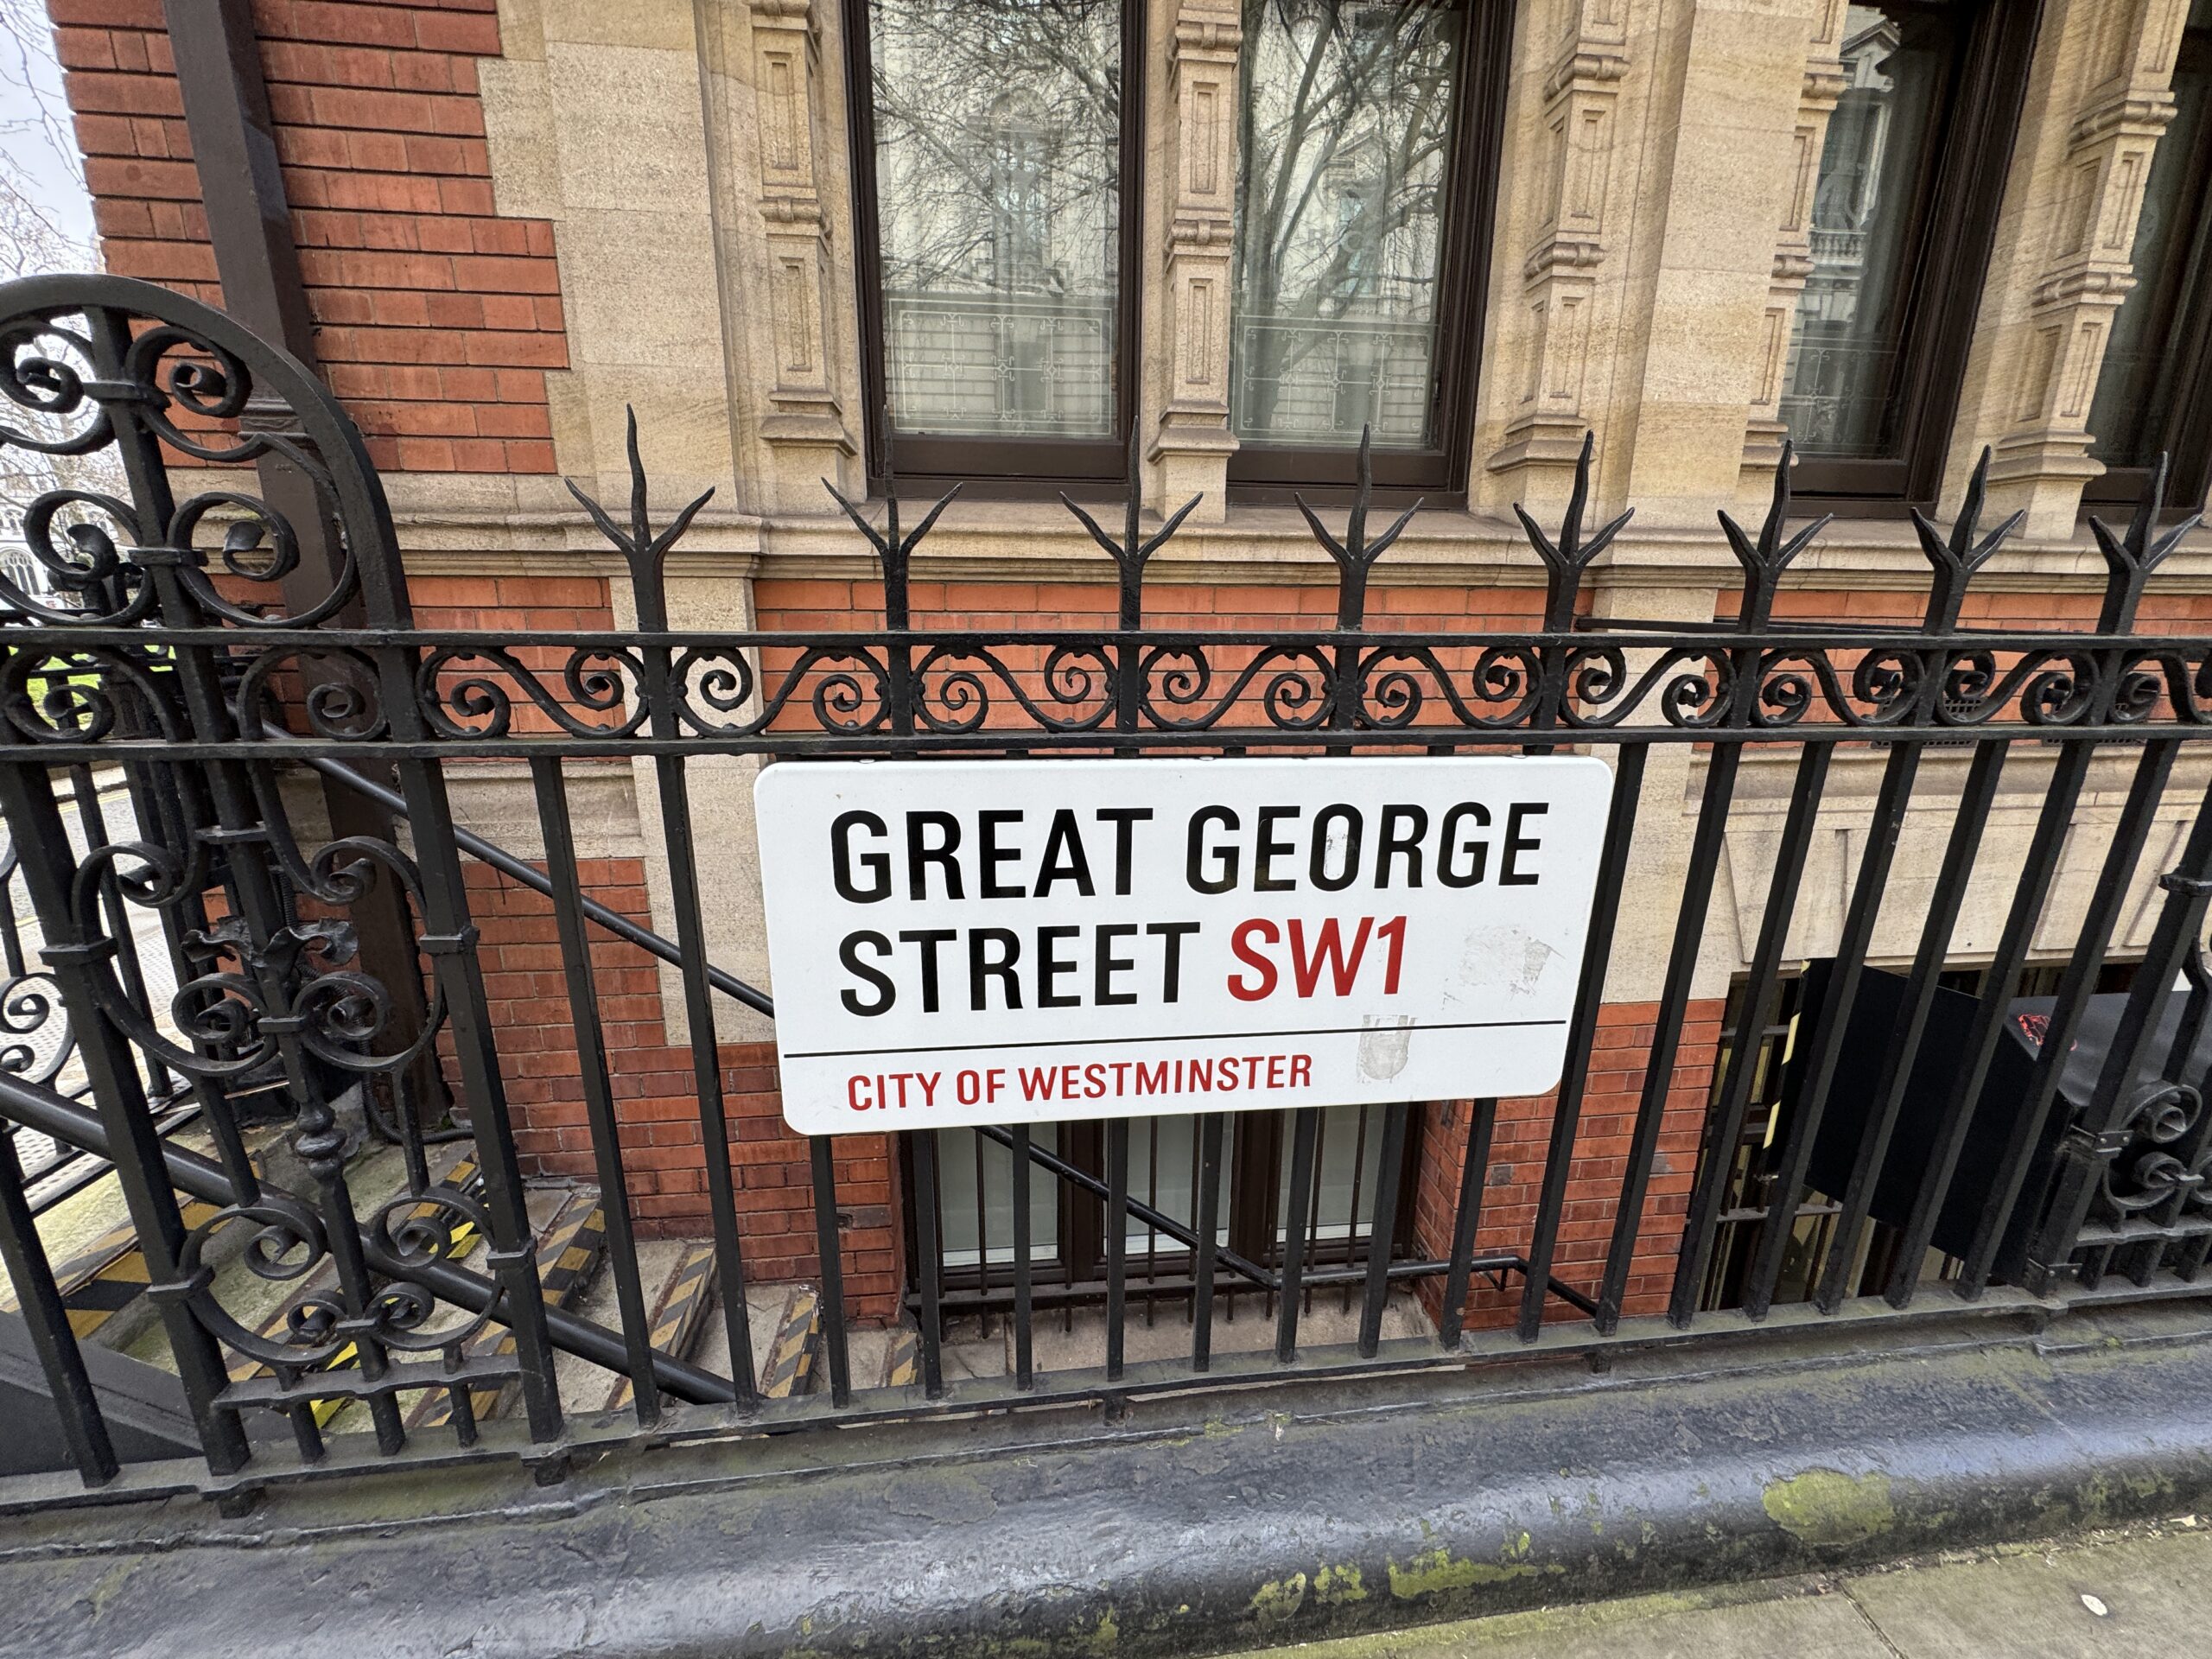 GREAT GEORGE
STREET SW1
CITY OF WESTMINSTER